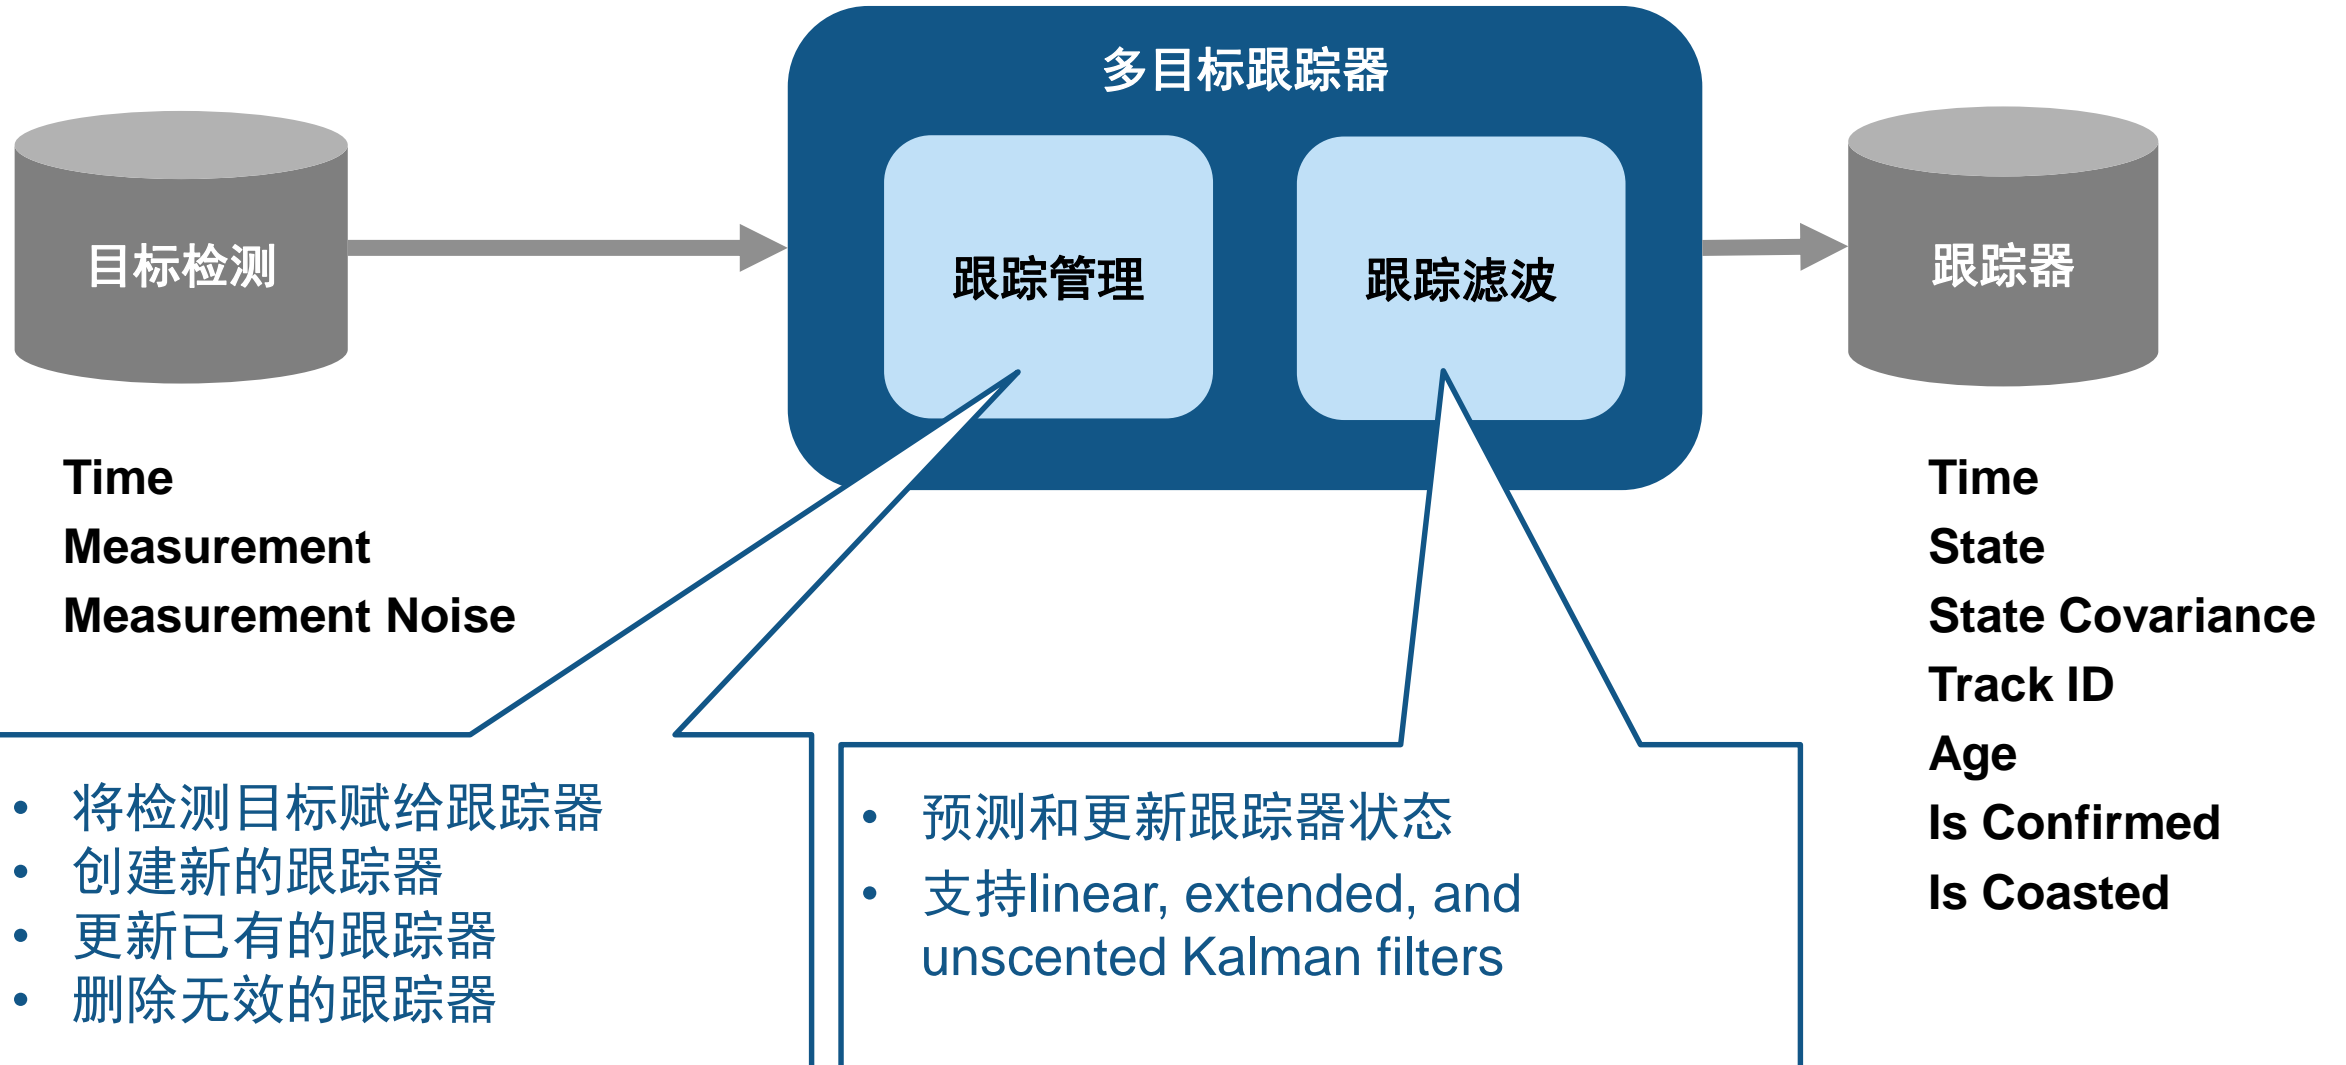 多目标跟踪器
目标检测
跟踪管理
跟踪滤波
跟踪器
Time
Measurement
Measurement Noise
Time
State
State Covariance
Track ID
Age
Is Confirmed
Is Coasted
• 将检测目标赋给跟踪器
• 创建新的跟踪器
• 更新已有的跟踪器
• 删除无效的跟踪器
• 预测和更新跟踪器状态
• 支持linear, extended, and
unscented Kalman filters